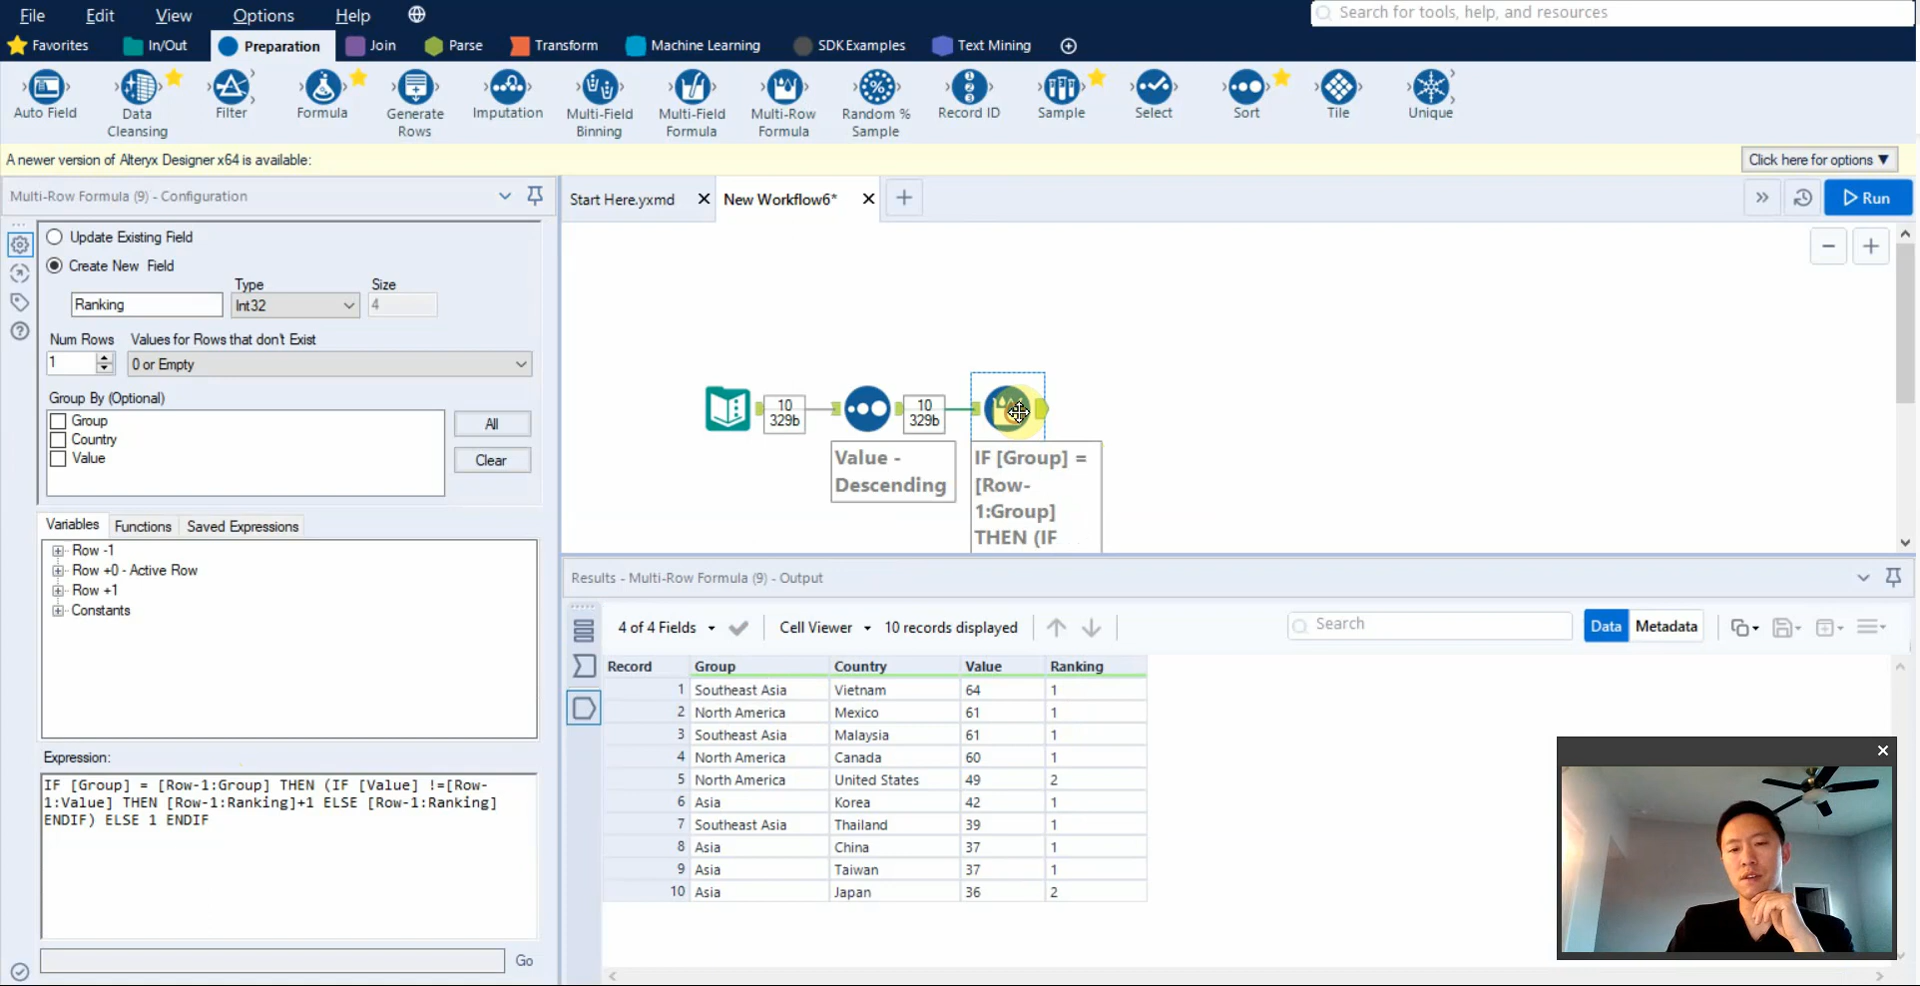 File Edit View Options Help
Search for tools, help, and resources
Favorites In/Out Preparation Join Parse Transform Machine Learning SDK Examples Text Mining
Auto Field
Data Cleansing
Filter
Formula
Generate Rows
Imputation
Multi-Field Binning
Multi-Field Formula
Multi-Row Formula
Random % Sample
Record ID
Sample
Select
Sort
Tile
Unique
A newer version of Alteryx Designer x64 is available:
Click here for options ▼
Multi-Row Formula (9) - Configuration
Start Here.yxmd
New Workflow6*
Run
Update Existing Field
Create New Field
Type
Size
Ranking
Int32
4
Num Rows
Values for Rows that don't Exist
1
0 or Empty
Group By (Optional)
Group
Country
Value
All
Clear
Variables Functions Saved Expressions
Row -1
Row +0 - Active Row
Row +1
Constants
Expression:
IF [Group] = [Row-1:Group] THEN (IF [Value] !=[Row-
1:Value] THEN [Row-1:Ranking]+1 ELSE [Row-1:Ranking]
ENDIF) ELSE 1 ENDIF
Go
10
329b
10
329b
Value -
Descending
IF [Group] =
[Row-
1:Group]
THEN (IF
Results - Multi-Row Formula (9) - Output
4 of 4 Fields Cell Viewer 10 records displayed
Search
Data Metadata
Record Group Country Value Ranking
1 Southeast Asia Vietnam 64 1
2 North America Mexico 61 1
3 Southeast Asia Malaysia 61 1
4 North America Canada 60 1
5 North America United States 49 2
6 Asia Korea 42 1
7 Southeast Asia Thailand 39 1
8 Asia China 37 1
9 Asia Taiwan 37 1
10 Asia Japan 36 2